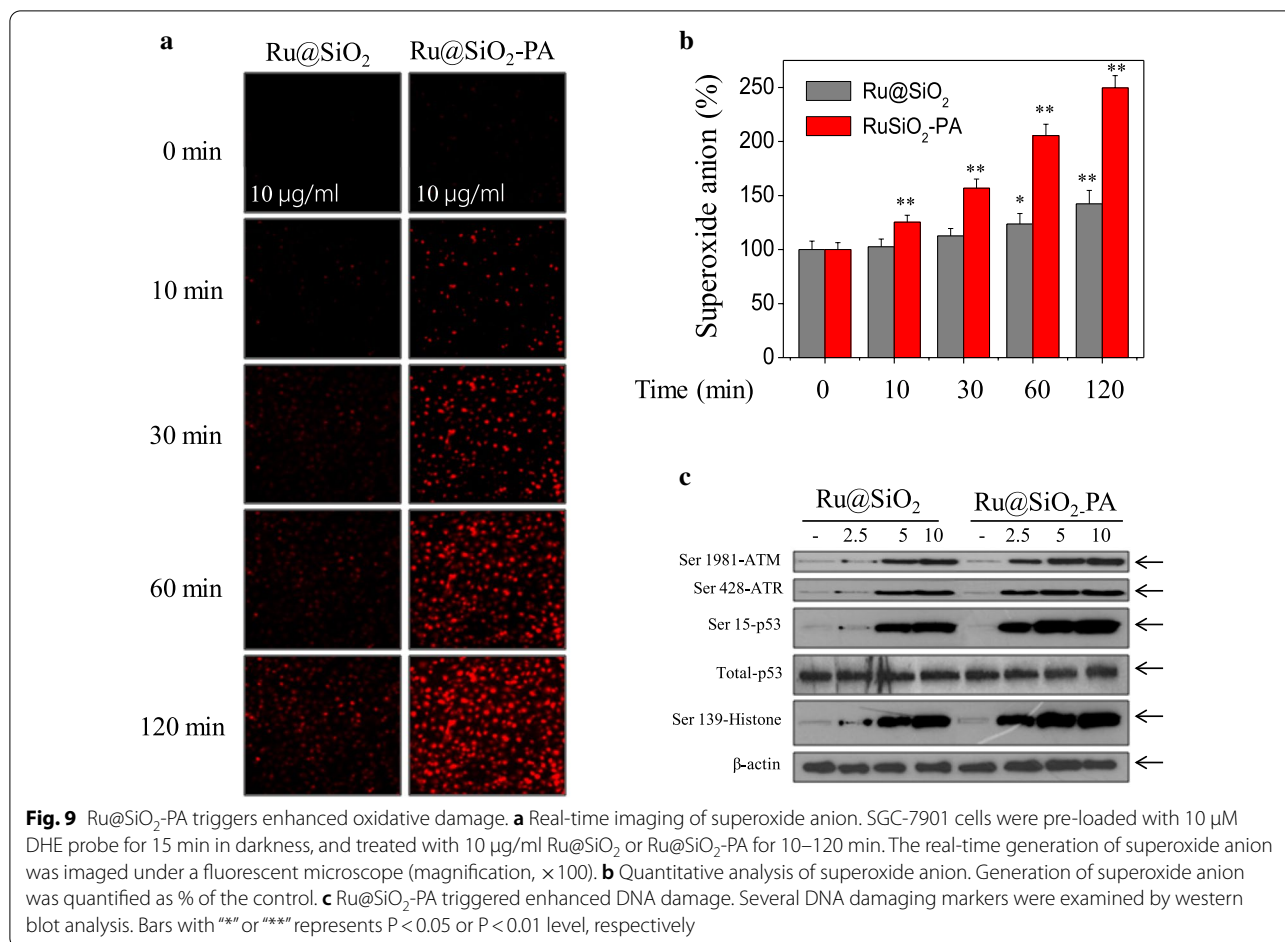 a
Ru@SiO₂ Ru@SiO₂-PA
0 min
10 µg/ml 10 µg/ml
10 min
30 min
60 min
120 min
b
Superoxide anion (%)
250
200
150
100
50
0
Ru@SiO₂
RuSiO₂-PA
** ** ** * ** **
Time (min) 0 10 30 60 120
c
Ru@SiO₂ Ru@SiO₂-PA
- 2.5 5 10 - 2.5 5 10
Ser 1981-ATM
Ser 428-ATR
Ser 15-p53
Total-p53
Ser 139-Histone
β-actin
Fig. 9 Ru@SiO₂-PA triggers enhanced oxidative damage. a Real-time imaging of superoxide anion. SGC-7901 cells were pre-loaded with 10 µM
DHE probe for 15 min in darkness, and treated with 10 µg/ml Ru@SiO₂ or Ru@SiO₂-PA for 10–120 min. The real-time generation of superoxide anion
was imaged under a fluorescent microscope (magnification, ×100). b Quantitative analysis of superoxide anion. Generation of superoxide anion
was quantified as % of the control. c Ru@SiO₂-PA triggered enhanced DNA damage. Several DNA damaging markers were examined by western
blot analysis. Bars with “*” or “**” represents P < 0.05 or P < 0.01 level, respectively